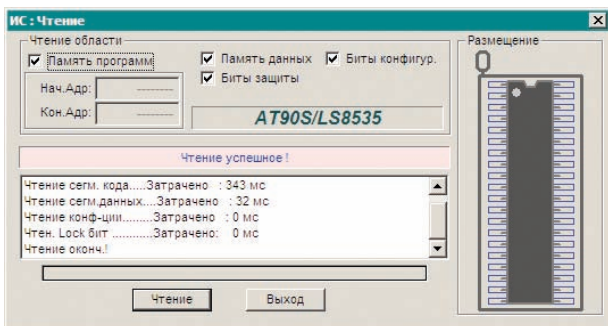 ИС : Чтение
Чтение области
Память программ
Память данных
Биты конфигур.
Биты защиты
Нач.Адр: --------
Кон.Адр: --------
AT90S/LS8535
Размещение
Чтение успешное !
Чтение сегм. кода.....Затрачено : 343 мс
Чтение сегм.данных....Затрачено : 32 мс
Чтение конф-ции.......Затрачено : 0 мс
Чтен. Lock бит ...........Затрачено: 0 мс
Чтение оконч.!
Чтение
Выход